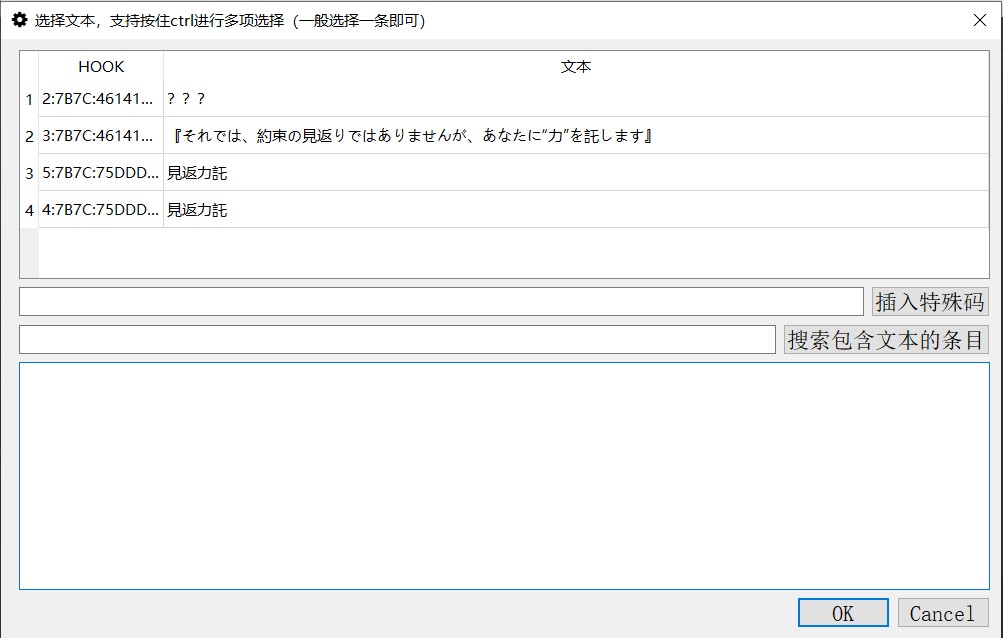 选择文本，支持按住ctrl进行多项选择（一般选择一条即可）
HOOK 文本
1 2:7B7C:46141... ？？？
2 3:7B7C:46141... 『それでは、約束の見返りではありませんが、あなたに“力”を託します』
3 5:7B7C:75DDD... 見返力託
4 4:7B7C:75DDD... 見返力託
插入特殊码
搜索包含文本的条目
OK Cancel